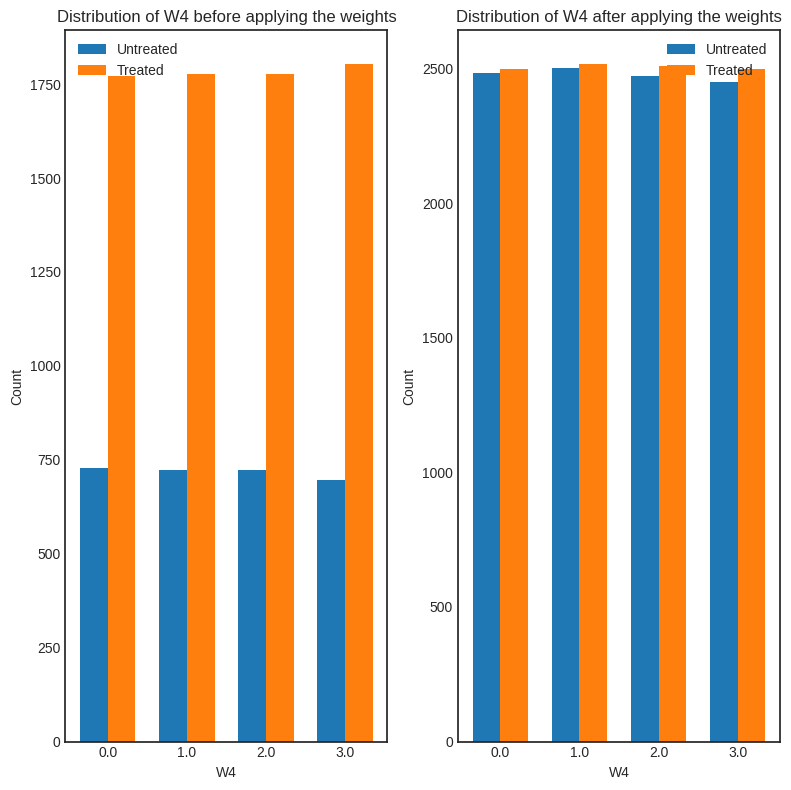 Distribution of W4 before applying the weights
Untreated
Treated
1750
1500
1250
1000
750
500
250
0
Count
0.0 1.0 2.0 3.0
W4
Distribution of W4 after applying the weights
Untreated
Treated
2500
2000
1500
1000
500
0
Count
0.0 1.0 2.0 3.0
W4